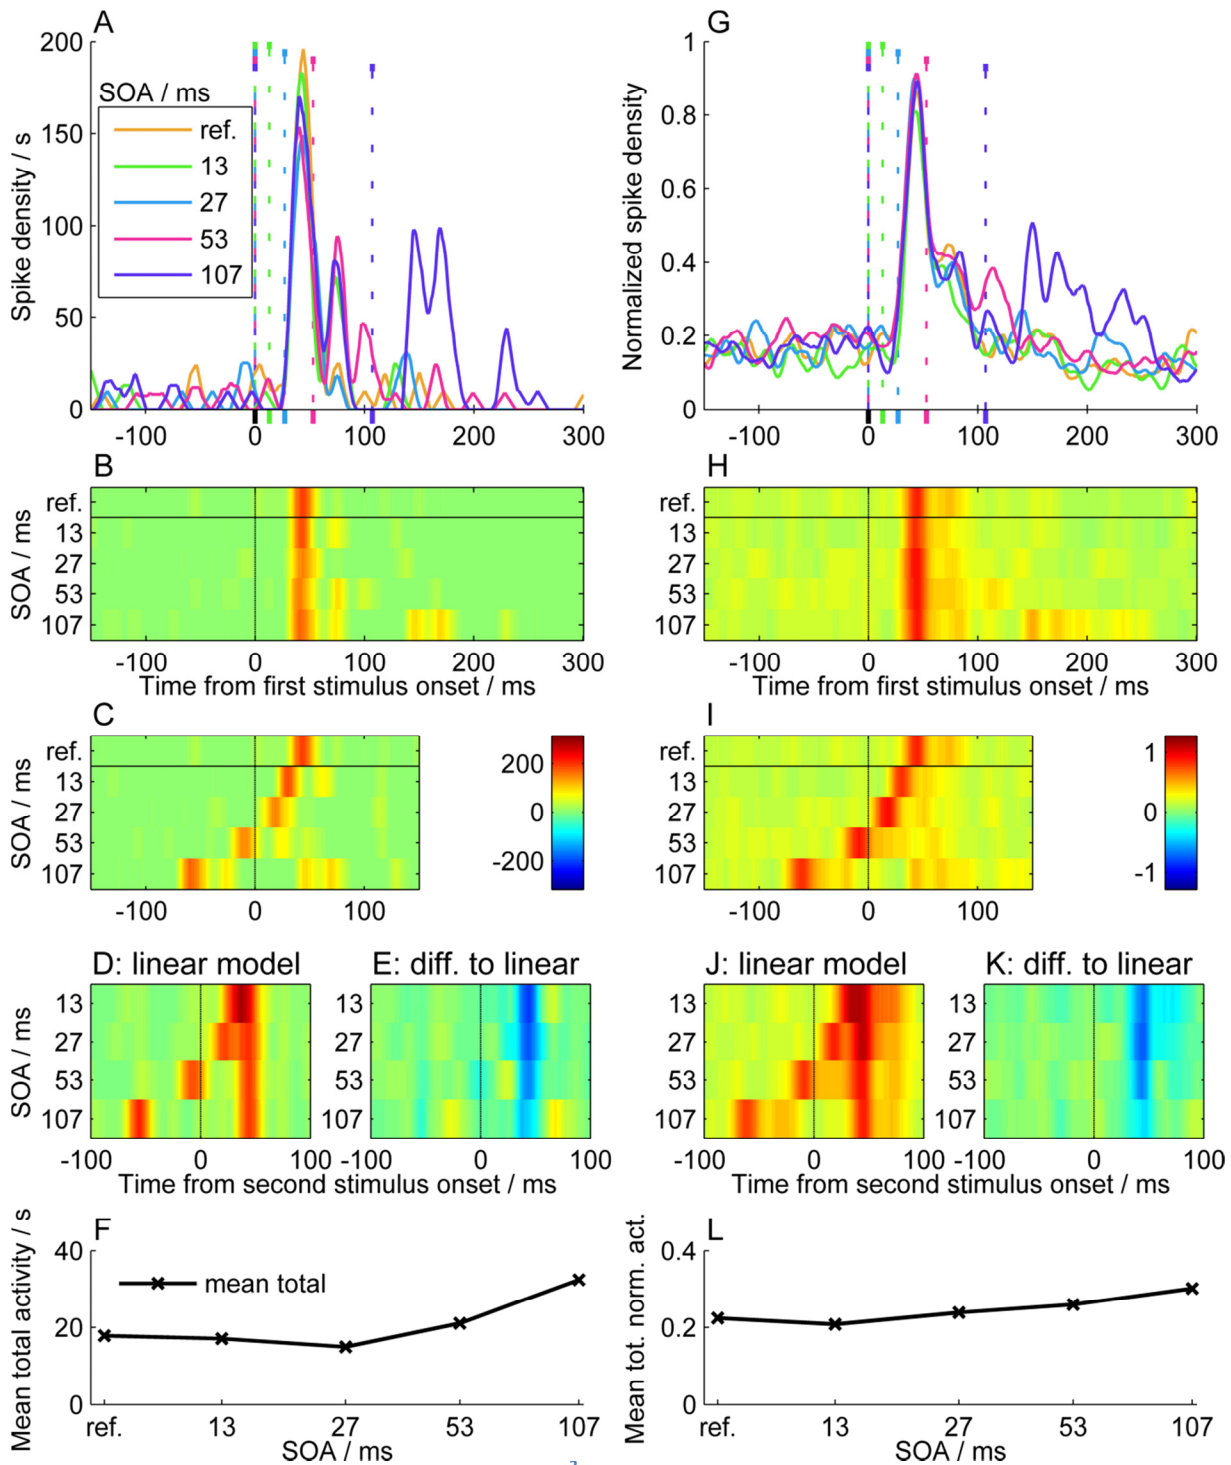 A
200
150
100
50
0
Spike density / s
SOA / ms
ref.
13
27
53
107
-100 0 100 200 300
G
1
0.8
0.6
0.4
0.2
0
Normalized spike density
-100 0 100 200 300
B
ref.
13
27
53
107
SOA / ms
-100 0 100 200 300
Time from first stimulus onset / ms
H
-100 0 100 200 300
Time from first stimulus onset / ms
C
ref.
13
27
53
107
SOA / ms
-100 0 100
200
0
-200
I
-100 0 100
1
0
-1
D: linear model
13
27
53
107
SOA / ms
-100 0
E: diff. to linear
-100 0 100
Time from second stimulus onset / ms
J: linear model
13
27
53
107
-100 0
K: diff. to linear
13
27
53
107
-100 0 100
Time from second stimulus onset / ms
F
40
20
0
Mean total activity / s
mean total
ref. 13 27 53 107
SOA / ms
L
0.4
0.2
0
Mean tot. norm. act.
ref. 13 27 53 107
SOA / ms